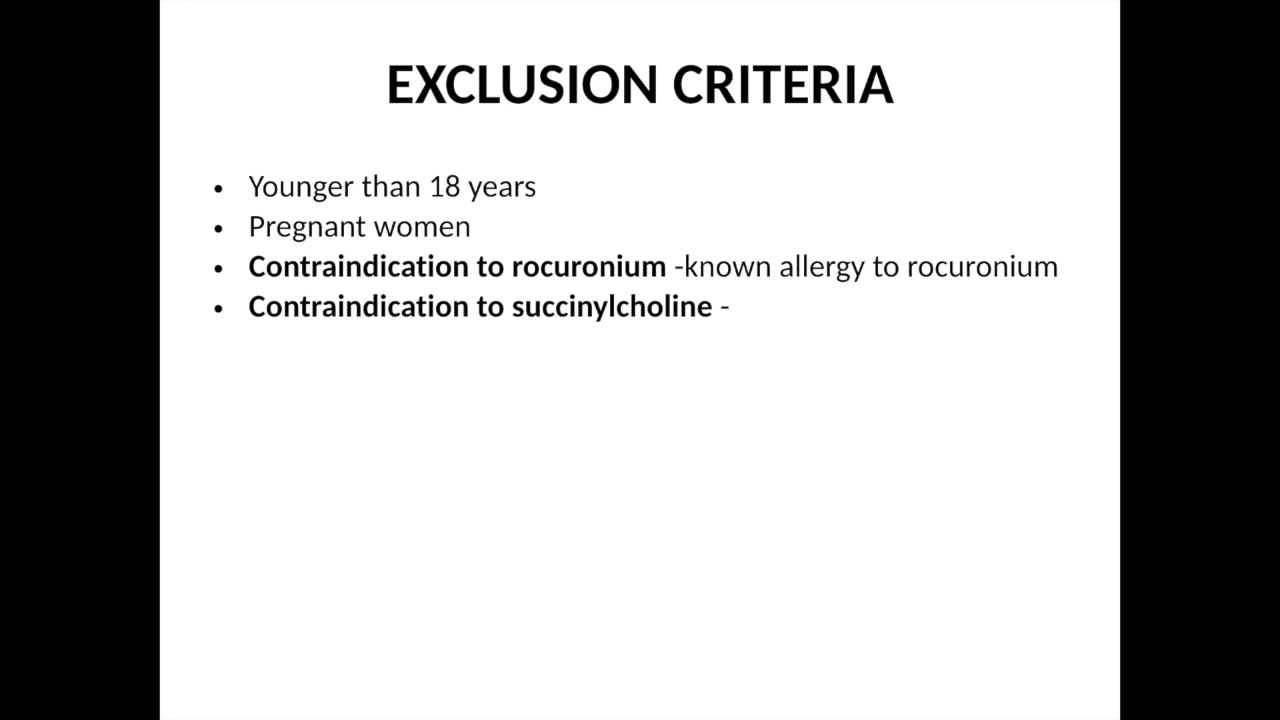 EXCLUSION CRITERIA
• Younger than 18 years
• Pregnant women
• Contraindication to rocuronium -known allergy to rocuronium
• Contraindication to succinylcholine -